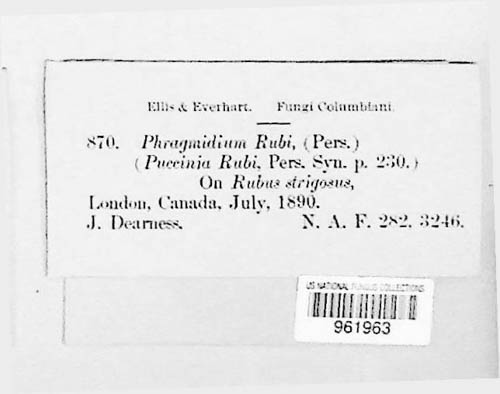 Ellis & Everhart. Fungi Columbiani.
870. Phragmidium Rubi, (Pers.)
(Puccinia Rubi, Pers. Syn. p. 230.)
On Rubus strigosus,
London, Canada, July, 1890.
J. Dearness. N. A. F. 282, 3246.
US NATIONAL FUNGUS COLLECTIONS
961963